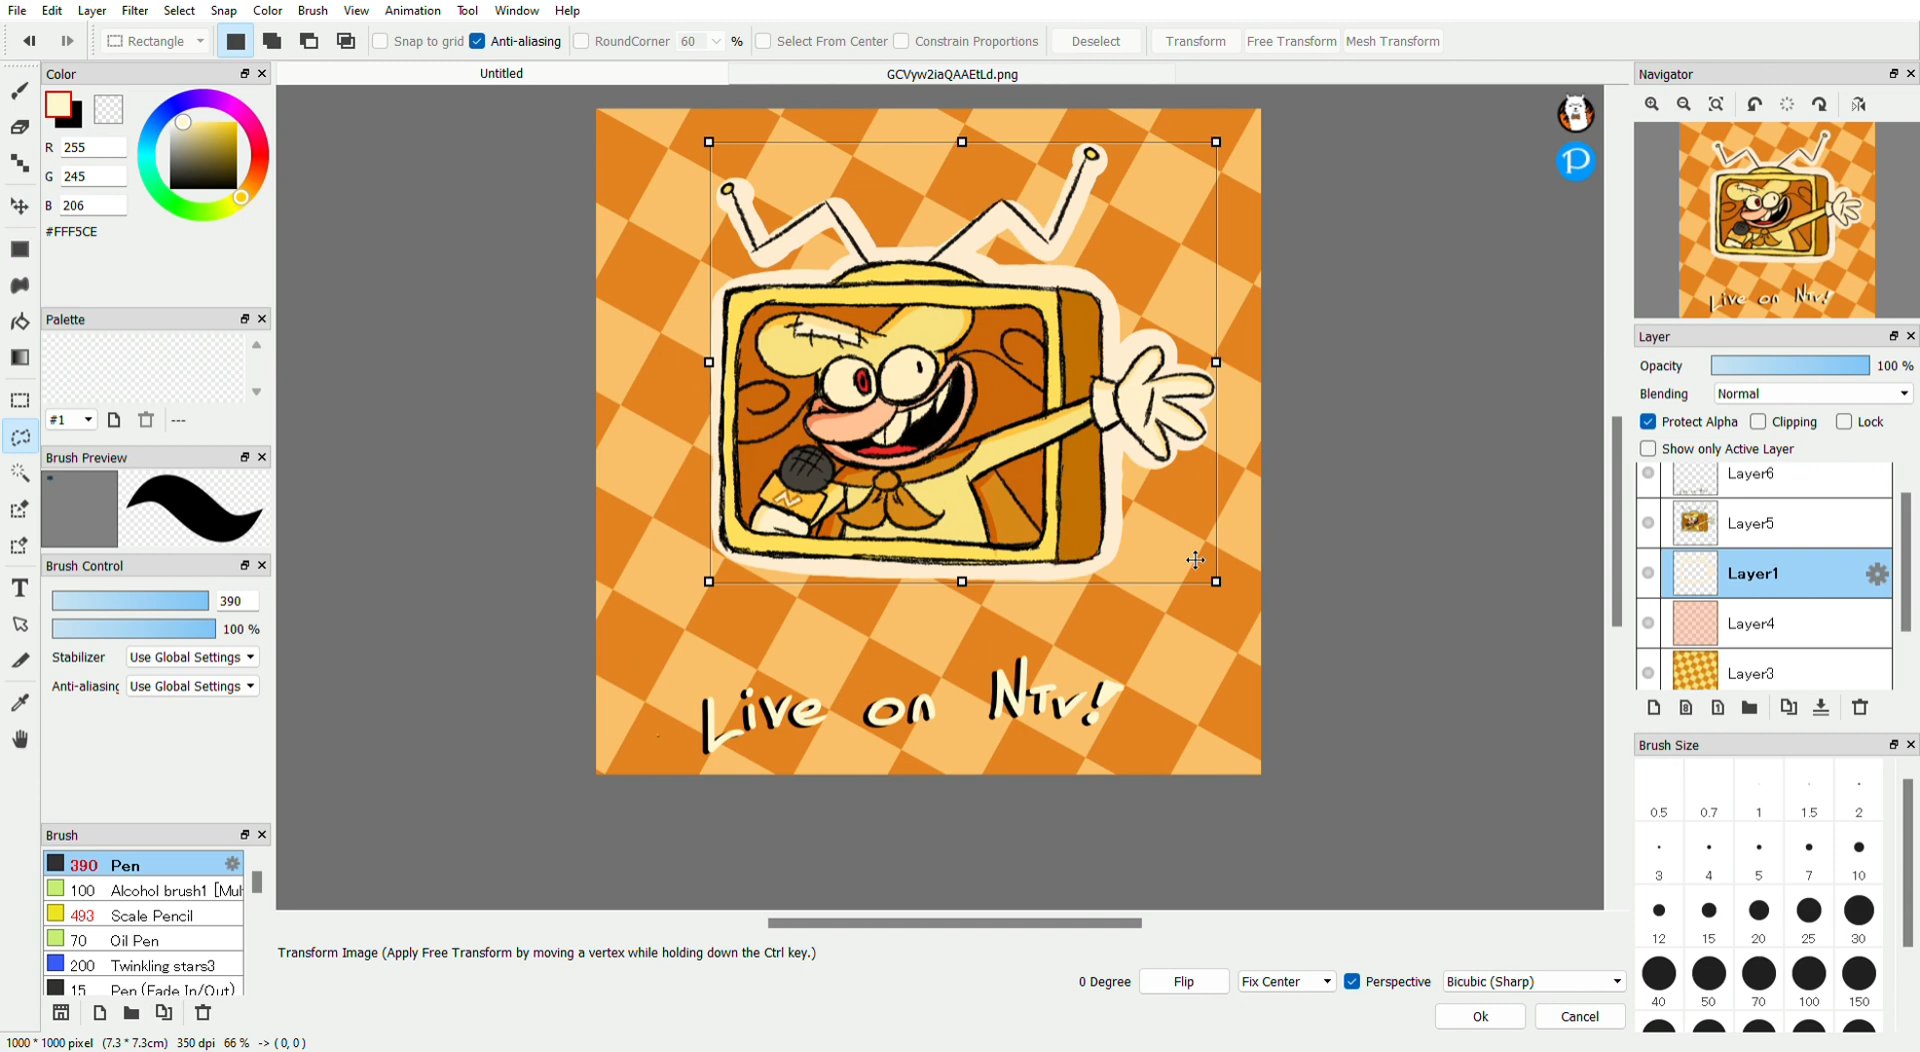 File Edit Layer Filter Select Snap Color Brush View Animation Tool Window Help
Rectangle Snap to grid Anti-aliasing RoundCorner 60 % Select From Center Constrain Proportions Deselect Transform Free Transform Mesh Transform
Color
Untitled
GCVyw2iaQAAEtLd.png
Navigator
R 255
G 245
B 206
#FFF5CE
Palette
#1 ---
Brush Preview
Brush Control
390
100 %
Stabilizer Use Global Settings
Anti-aliasing Use Global Settings
Brush
390 Pen
100 Alcohol brush1 [Mul
493 Scale Pencil
70 Oil Pen
200 Twinkling stars3
15 Pen (Fade In/Out)
P
N
Live on NTv!
Live on NTv!
Layer
Opacity 100 %
Blending Normal
Protect Alpha Clipping Lock
Show only Active Layer
Layer6
Layer5
Layer1
Layer4
Layer3
Brush Size
0.5 0.7 1 1.5 2
3 4 5 7 10
12 15 20 25 30
40 50 70 100 150
Transform Image (Apply Free Transform by moving a vertex while holding down the Ctrl key.)
0 Degree Flip Fix Center Perspective Bicubic (Sharp)
Ok Cancel
1000 * 1000 pixel (7.3 * 7.3cm) 350 dpi 66 % -> ( 0, 0 )